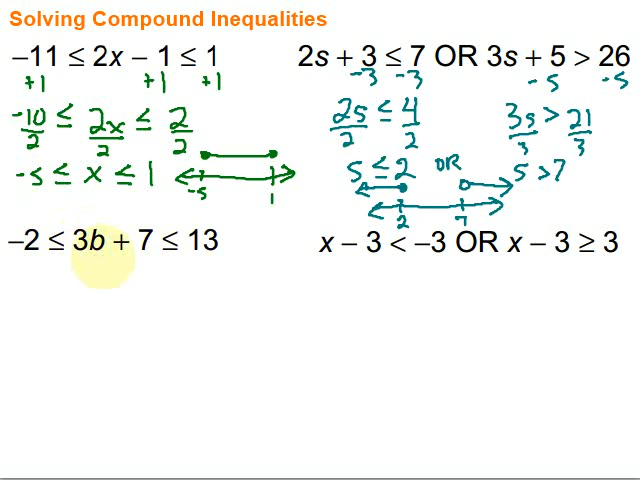 Solving Compound Inequalities
–11 ≤ 2x – 1 ≤ 1
+1 +1 +1
-10/2 ≤ 2x/2 ≤ 2/2
-5 ≤ x ≤ 1
-5 1
2s + 3 ≤ 7 OR 3s + 5 > 26
-3 -3 -5 -5
2s/2 ≤ 4/2 3s/3 > 21/3
s ≤ 2 OR s > 7
2 7
–2 ≤ 3b + 7 ≤ 13
x – 3 < –3 OR x – 3 ≥ 3